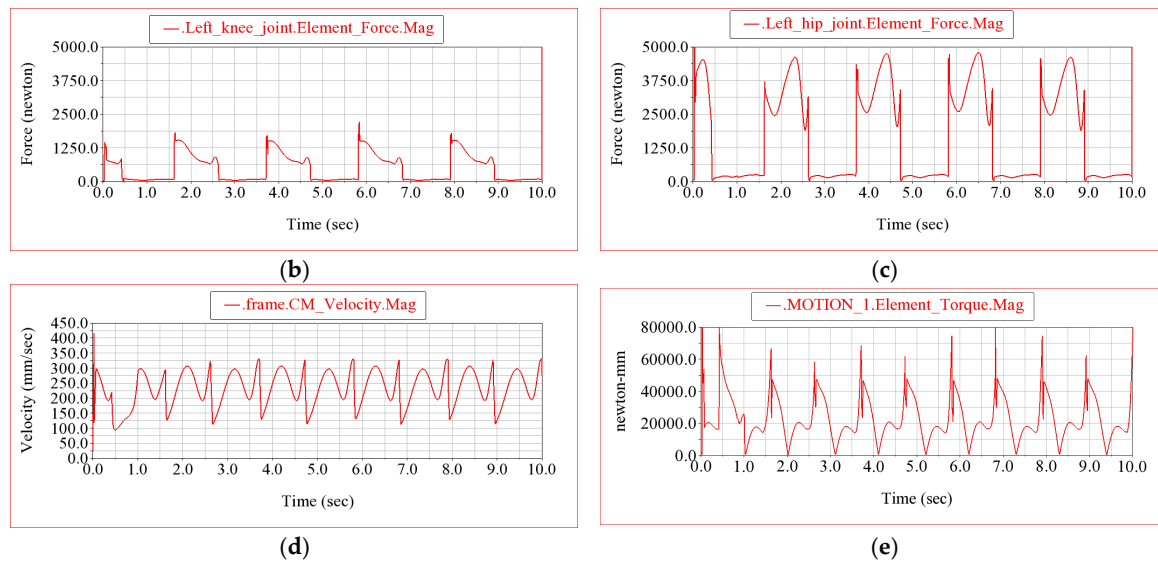 .Left_knee_joint.Element_Force.Mag
5000.0
3750.0
2500.0
1250.0
0.0
Force (newton)
0.0 1.0 2.0 3.0 4.0 5.0 6.0 7.0 8.0 9.0 10.0
Time (sec)
(b)
.Left_hip_joint.Element_Force.Mag
5000.0
3750.0
2500.0
1250.0
0.0
Force (newton)
0.0 1.0 2.0 3.0 4.0 5.0 6.0 7.0 8.0 9.0 10.0
Time (sec)
(c)
.frame.CM_Velocity.Mag
450.0
400.0
350.0
300.0
250.0
200.0
150.0
100.0
50.0
0.0
Velocity (mm/sec)
0.0 1.0 2.0 3.0 4.0 5.0 6.0 7.0 8.0 9.0 10.0
Time (sec)
(d)
.MOTION_1.Element_Torque.Mag
80000.0
60000.0
40000.0
20000.0
0.0
newton-mm
0.0 1.0 2.0 3.0 4.0 5.0 6.0 7.0 8.0 9.0 10.0
Time (sec)
(e)